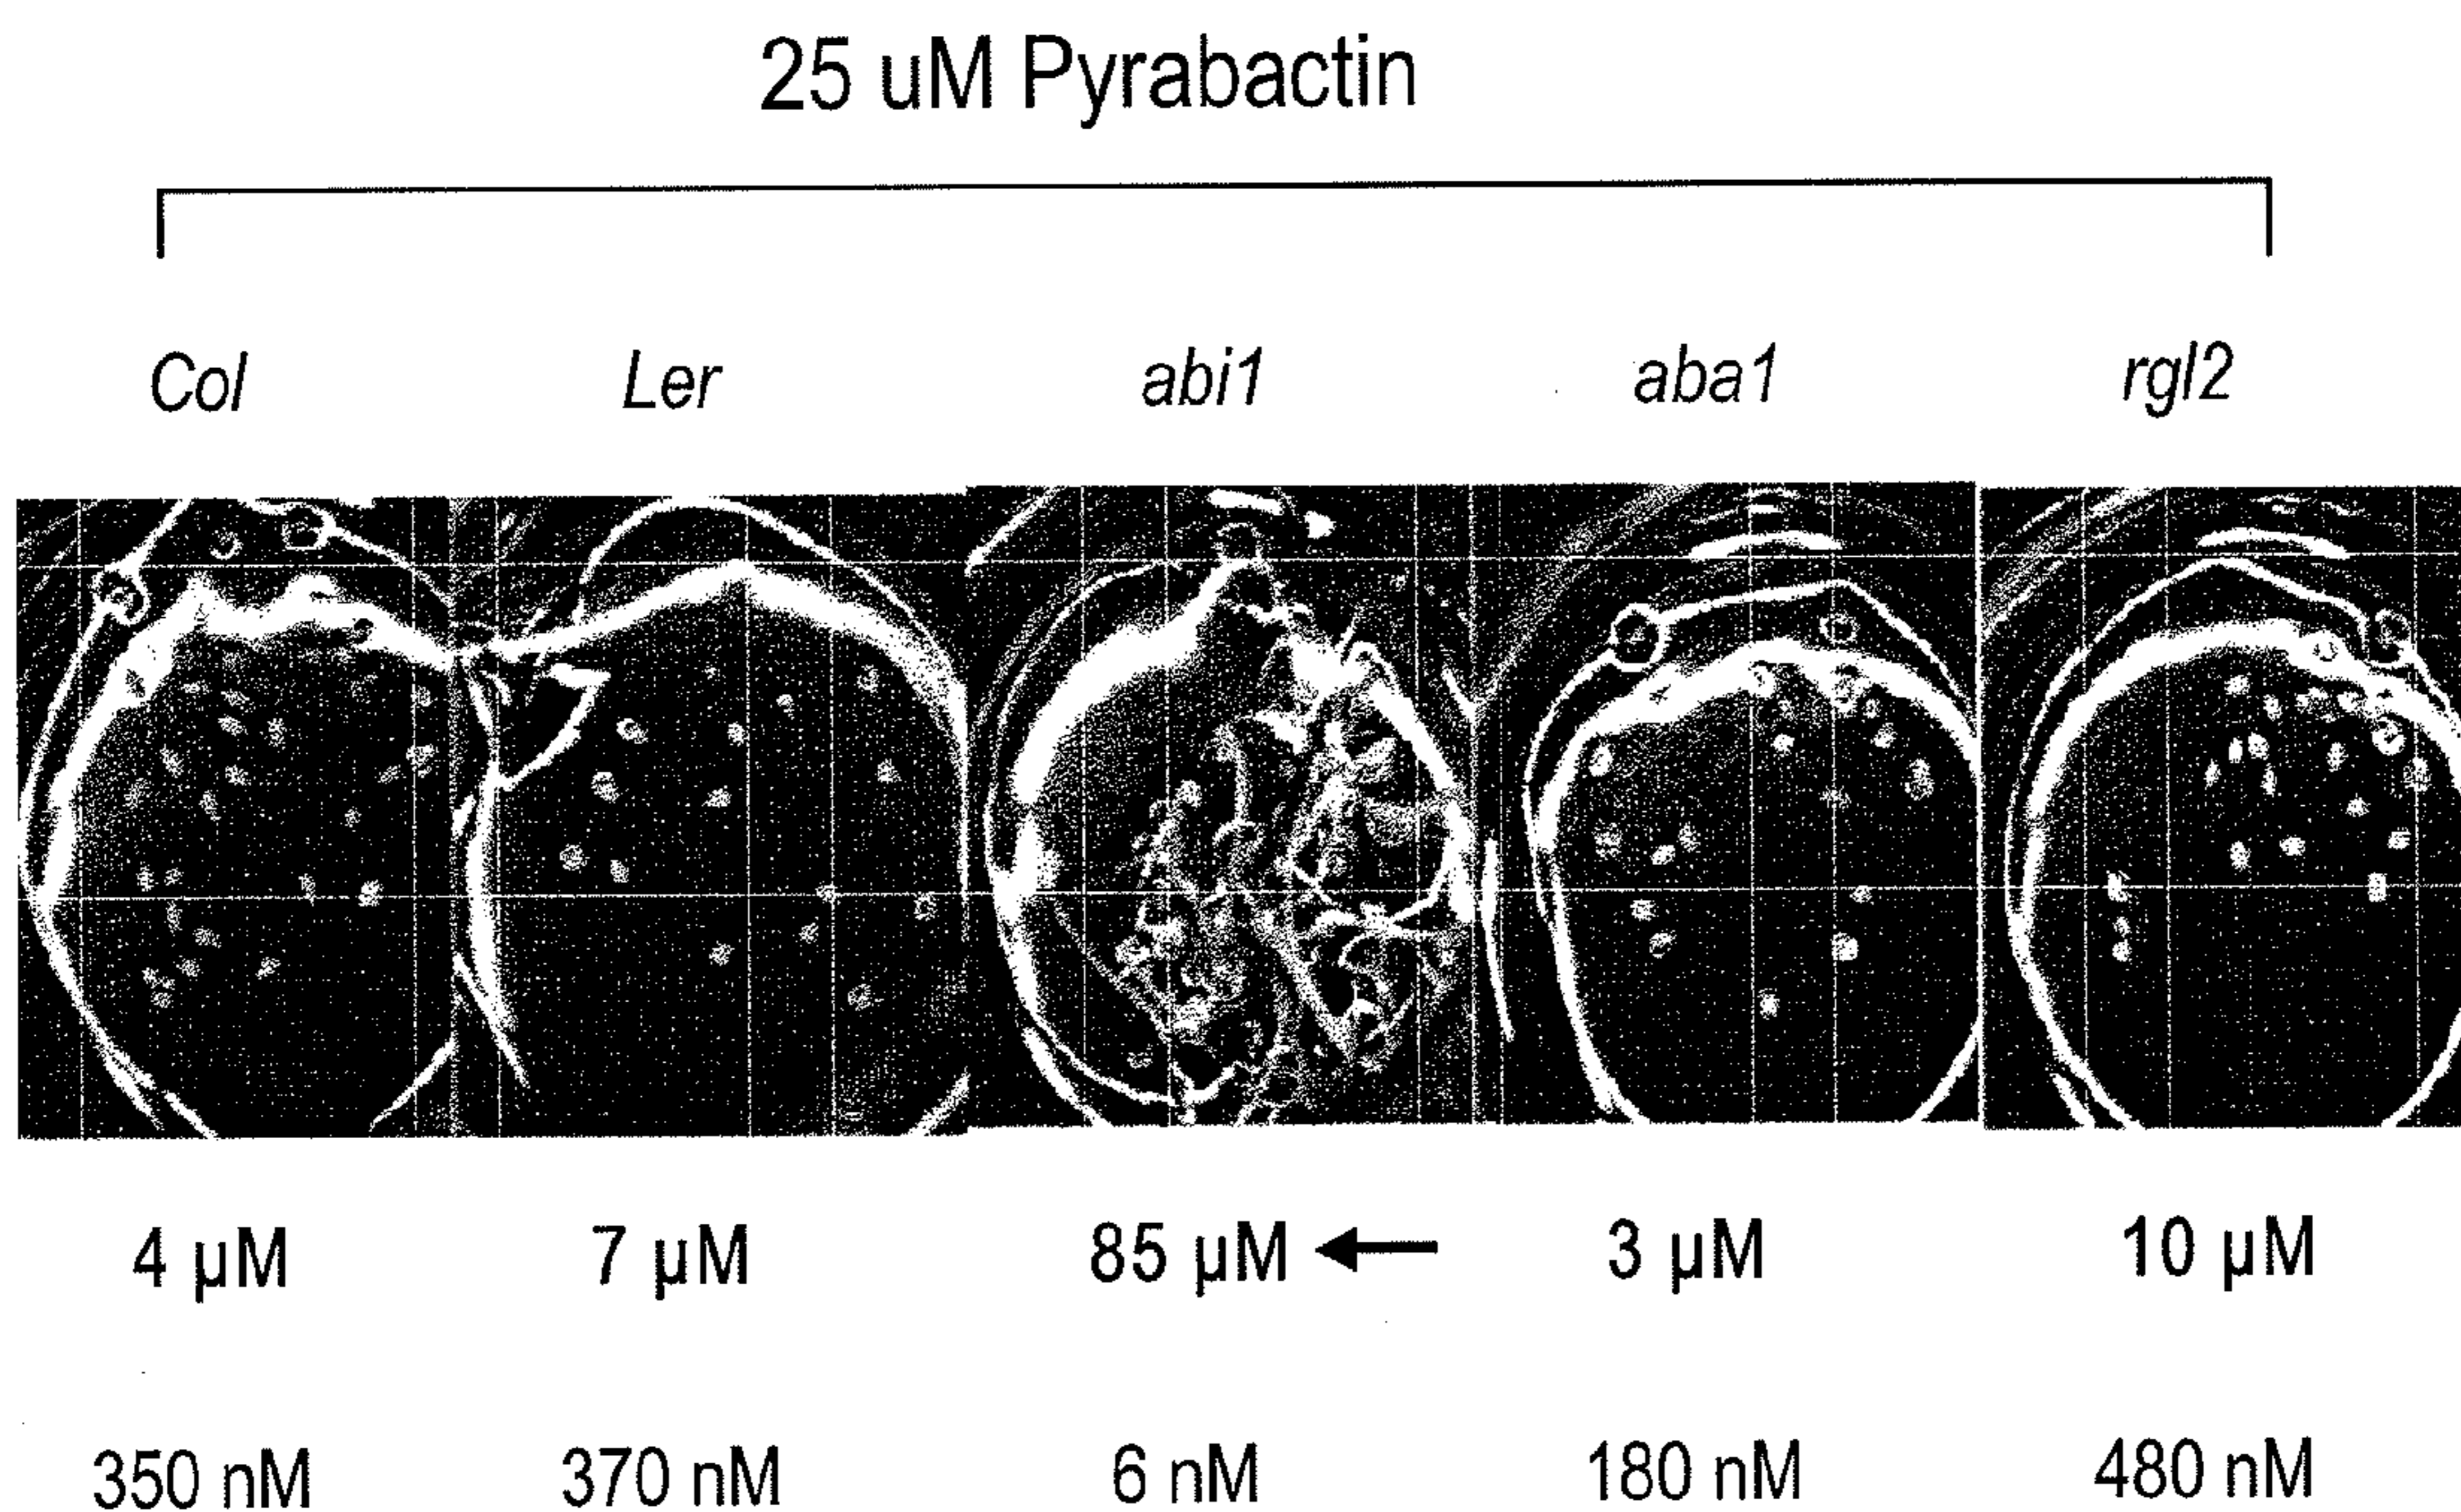 25 uM Pyrabactin
Col Ler abi1 aba1 rgl2
4 µM 7 µM 85 µM 3 µM 10 µM
350 nM 370 nM 6 nM 180 nM 480 nM